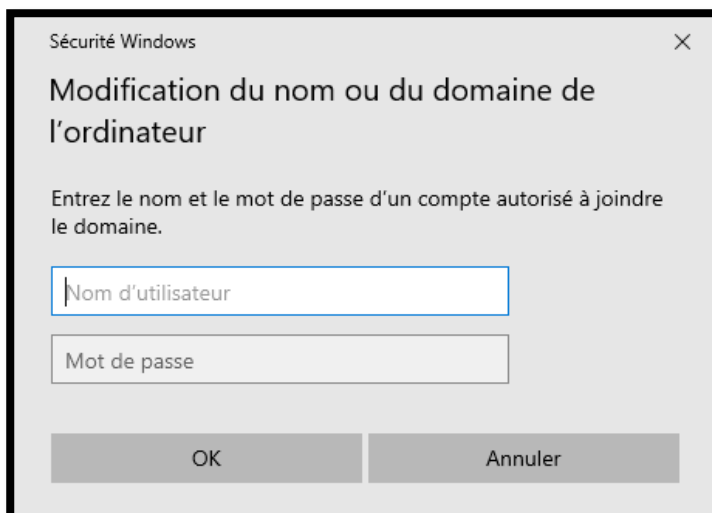 Sécurité Windows
Modification du nom ou du domaine de
l’ordinateur
Entrez le nom et le mot de passe d’un compte autorisé à joindre
le domaine.
Nom d’utilisateur
Mot de passe
OK
Annuler